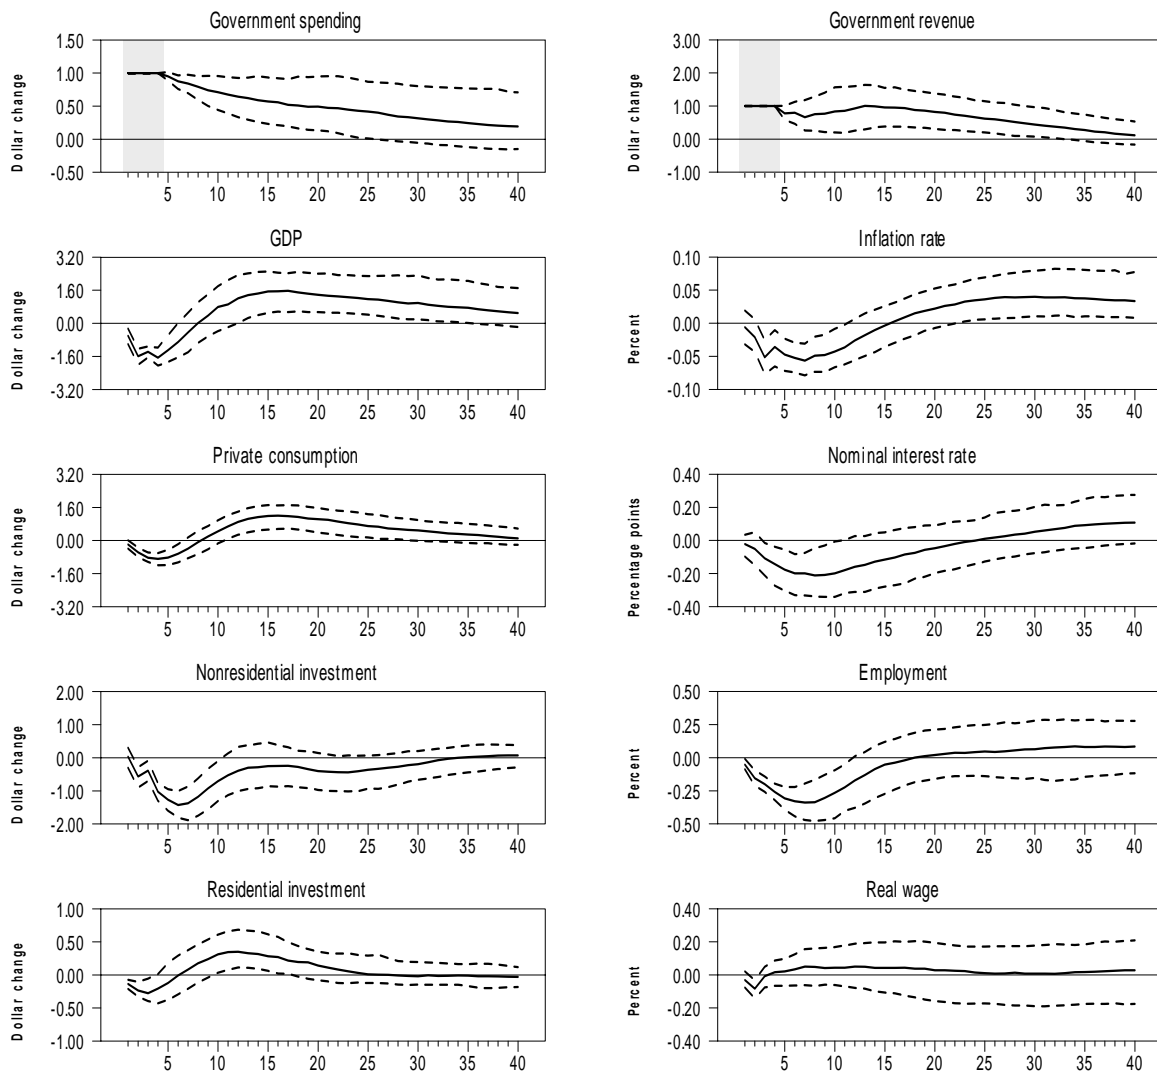 Government spending
Dollar change
1.50
1.00
0.50
0.00
-0.50
5 10 15 20 25 30 35 40
Government revenue
Dollar change
3.00
2.00
1.00
0.00
-1.00
5 10 15 20 25 30 35 40
GDP
Dollar change
3.20
1.60
0.00
-1.60
-3.20
5 10 15 20 25 30 35 40
Inflation rate
Percent
0.10
0.05
0.00
-0.05
-0.10
5 10 15 20 25 30 35 40
Private consumption
Dollar change
3.20
1.60
0.00
-1.60
-3.20
5 10 15 20 25 30 35 40
Nominal interest rate
Percentage points
0.40
0.20
0.00
-0.20
-0.40
5 10 15 20 25 30 35 40
Nonresidential investment
Dollar change
2.00
1.00
0.00
-1.00
-2.00
5 10 15 20 25 30 35 40
Employment
Percent
0.50
0.25
0.00
-0.25
-0.50
5 10 15 20 25 30 35 40
Residential investment
Dollar change
1.00
0.50
0.00
-0.50
-1.00
5 10 15 20 25 30 35 40
Real wage
Percent
0.40
0.20
0.00
-0.20
-0.40
5 10 15 20 25 30 35 40